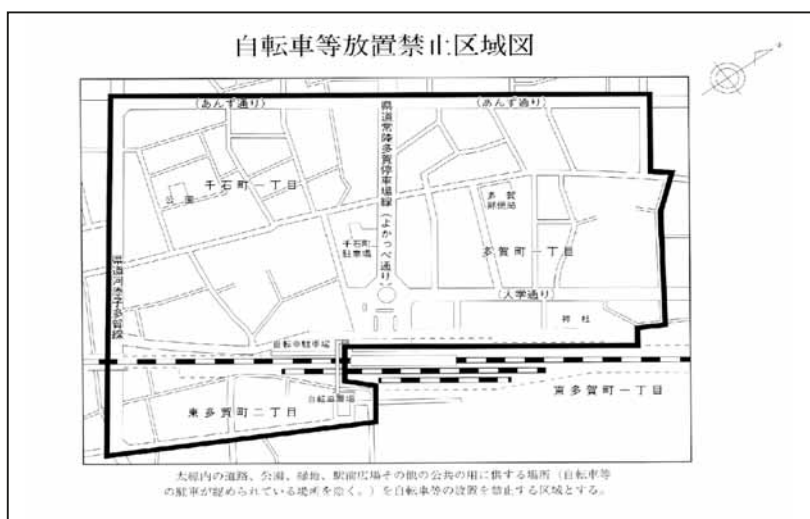 自転車等放置禁止区域図
(あんず通り)
(あんず通り)
県道常陸多賀停車場線(よかっぺ通り)
千石町一丁目
公園
多賀
郵便局
千石町
駐車場
多賀町一丁目
県道河原子多賀線
(大学通り)
神社
自転車駐車場
自転車置場
東多賀町二丁目
東多賀町一丁目
太線内の道路、公園、緑地、駅前広場その他の公共の用に供する場所(自転車等
の駐車が認められている場所を除く。)を自転車等の放置を禁止する区域とする。